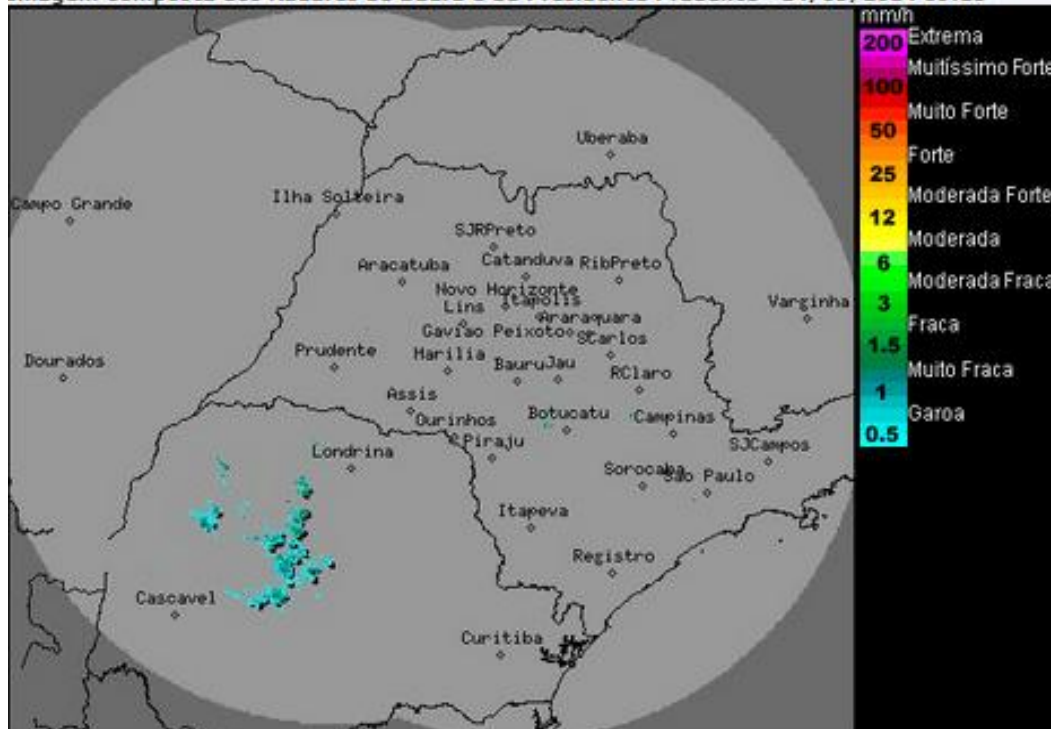 mm/h
200 Extrema
Muitíssimo Forte
100
Muito Forte
50
Forte
25
Moderada Forte
12
Moderada
6
Moderada Fraca
3
Fraca
1.5
Muito Fraca
1
Garoa
0.5
Uberaba
Campo Grande
Ilha Solteira
SJRPreto
Aracatuba
Catanduva
RibPreto
Novo Horizonte
Itapolis
Lins
Araraquara
Varginha
Gaviao Peixoto
SCarlos
Dourados
Prudente
Marilia
Bauru
Jau
RClaro
Assis
Ourinhos
Botucatu
Campinas
Piraju
SJCampos
Londrina
Sorocaba
Sao Paulo
Itapeva
Registro
Cascavel
Curitiba